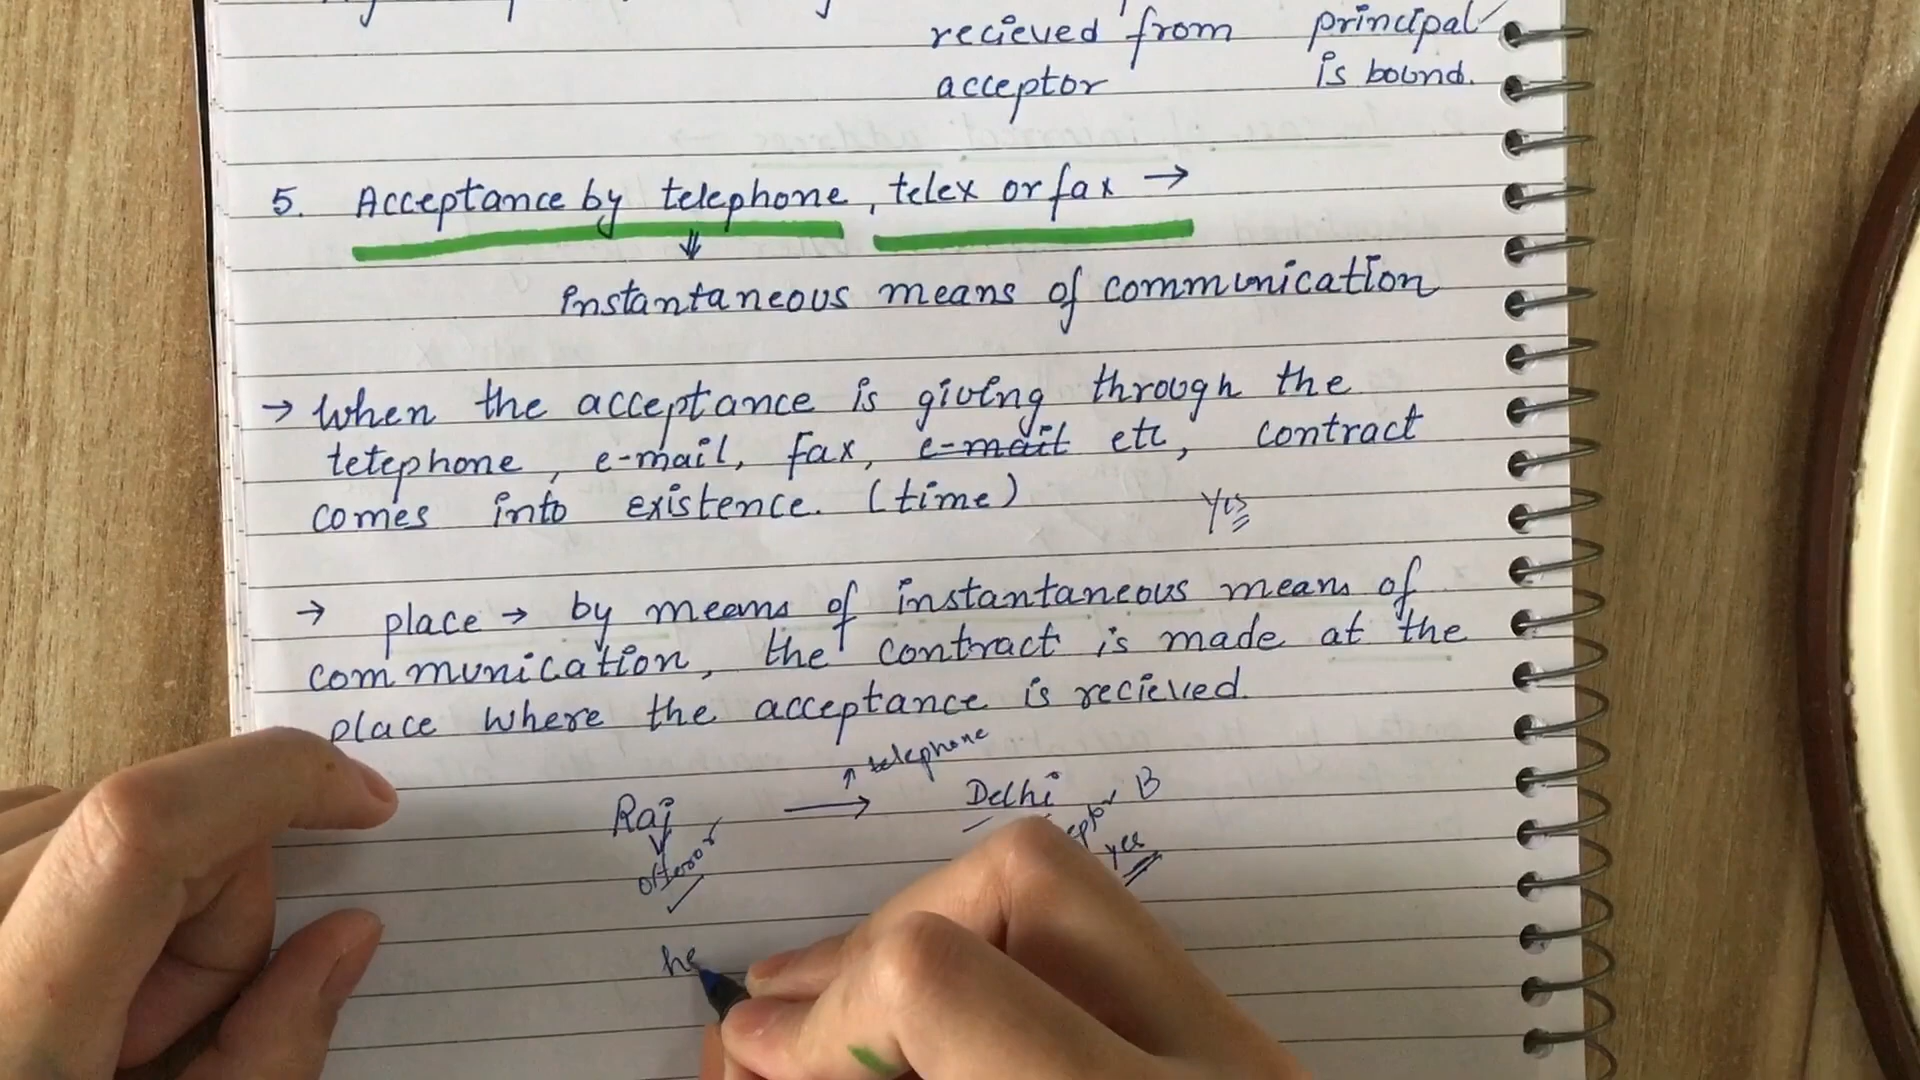 recieved from principal
acceptor is bound.
5. Acceptance by telephone, telex or fax →
Instantaneous means of communication
→ When the acceptance is giving through the
tetephone, e-mail, fax, e-mail etc, contract
comes into existence. (time)
Yes
→ place → by means of instantaneous means of
communication, the contract is made at the
place where the acceptance is recieved.
telephone
Raj → Delhi B
offeror
yes
he